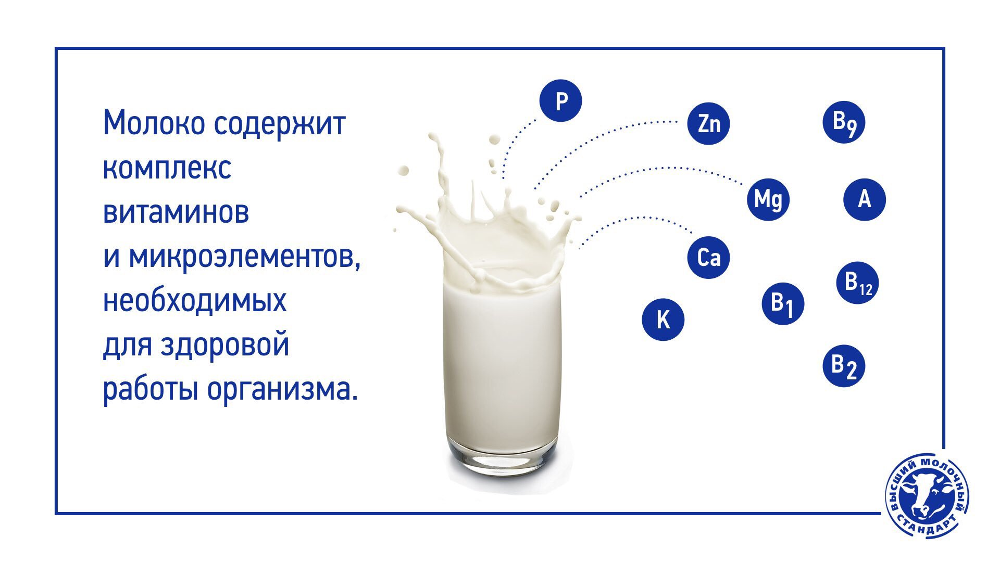 Молоко содержит
комплекс
витаминов
и микроэлементов,
необходимых
для здоровой
работы организма.
P
Zn
B9
Mg
A
Ca
B12
B1
K
B2
ВЫСШИЙ МОЛОЧНЫЙ
СТАНДАРТ